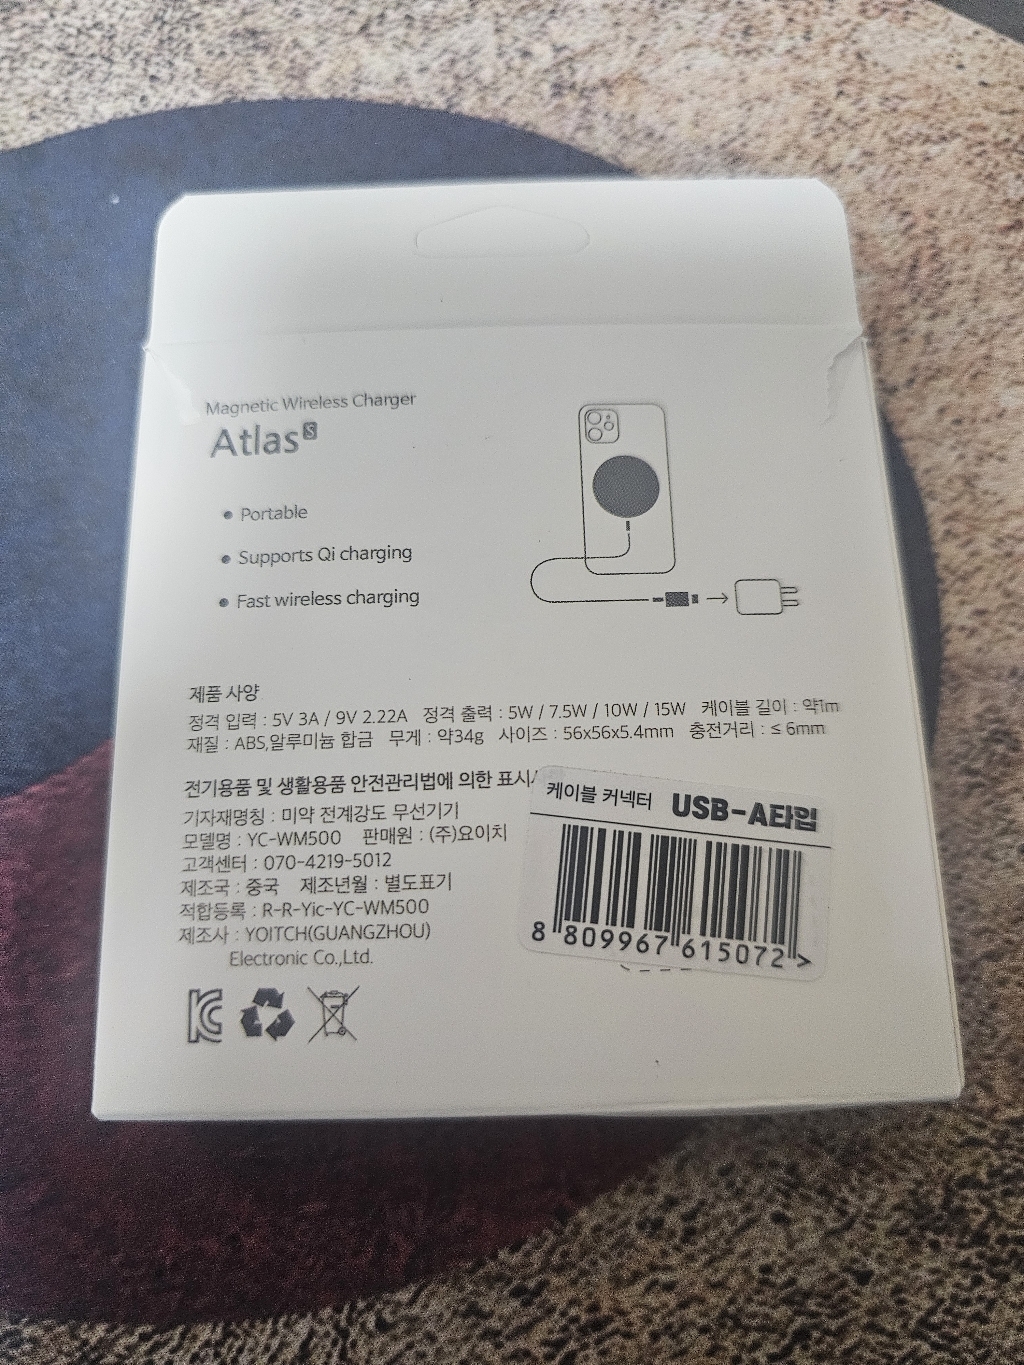 Magnetic Wireless Charger
Atlas S
• Portable
• Supports Qi charging
• Fast wireless charging
제품 사양
정격 입력 : 5V 3A / 9V 2.22A 정격 출력 : 5W / 7.5W / 10W / 15W 케이블 길이 : 약1m
재질 : ABS,알루미늄 합금 무게 : 약34g 사이즈 : 56x56x5.4mm 충전거리 : ≤ 6mm
전기용품 및 생활용품 안전관리법에 의한 표시
기자재명칭 : 미약 전계강도 무선기기
모델명 : YC-WM500 판매원 : (주)요이치
고객센터 : 070-4219-5012
제조국 : 중국 제조년월 : 별도표기
적합등록 : R-R-Yic-YC-WM500
제조사 : YOITCH(GUANGZHOU)
Electronic Co.,Ltd.
케이블 커넥터 USB-A타입
8 809967 615072 >